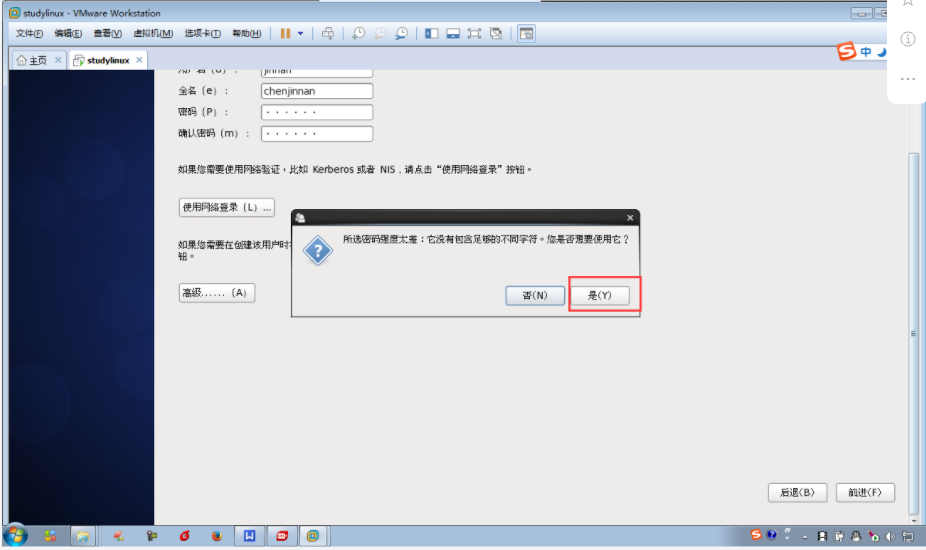 studylinux - VMware Workstation
文件(F) 编辑(E) 查看(V) 虚拟机(M) 选项卡(T) 帮助(H)
主页 × studylinux ×
中
jinnan
全名（e）： chenjinnan
密码（P）： ······
确认密码（m）： ······
如果您需要使用网络验证，比如 Kerberos 或者 NIS，请点击“使用网络登录”按钮。
使用网络登录（L）...
如果您需要在创建该用户时
钮。
所选密码强度太差：它没有包含足够的不同字符。您是否还要使用它？
否(N) 是(Y)
高级......（A）
后退(B) 前进(F)